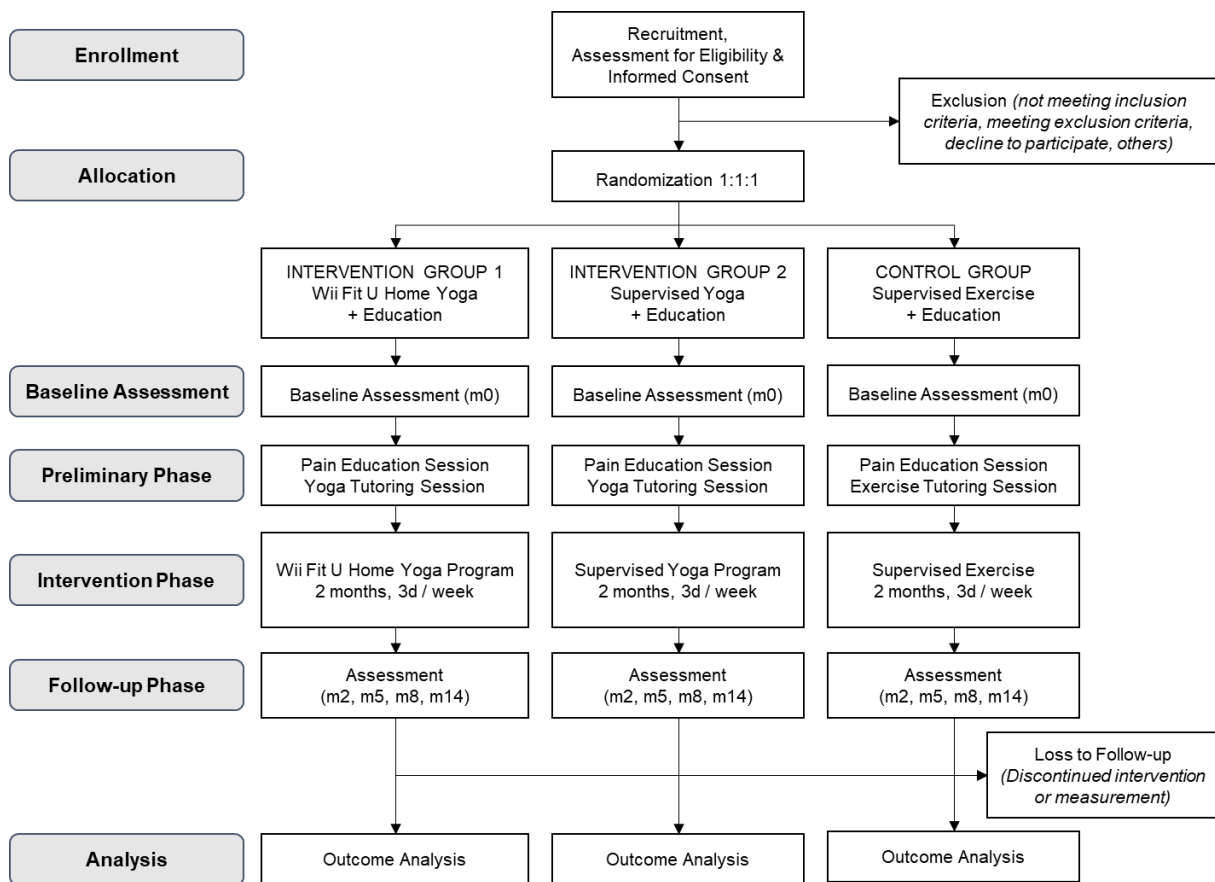 Enrollment
Recruitment,
Assessment for Eligibility &
Informed Consent
Exclusion (not meeting inclusion
criteria, meeting exclusion criteria,
decline to participate, others)
Allocation
Randomization 1:1:1
INTERVENTION GROUP 1
Wii Fit U Home Yoga
+ Education
INTERVENTION GROUP 2
Supervised Yoga
+ Education
CONTROL GROUP
Supervised Exercise
+ Education
Baseline Assessment
Baseline Assessment (m0)
Baseline Assessment (m0)
Baseline Assessment (m0)
Preliminary Phase
Pain Education Session
Yoga Tutoring Session
Pain Education Session
Yoga Tutoring Session
Pain Education Session
Exercise Tutoring Session
Intervention Phase
Wii Fit U Home Yoga Program
2 months, 3d / week
Supervised Yoga Program
2 months, 3d / week
Supervised Exercise
2 months, 3d / week
Follow-up Phase
Assessment
(m2, m5, m8, m14)
Assessment
(m2, m5, m8, m14)
Assessment
(m2, m5, m8, m14)
Loss to Follow-up
(Discontinued intervention
or measurement)
Analysis
Outcome Analysis
Outcome Analysis
Outcome Analysis